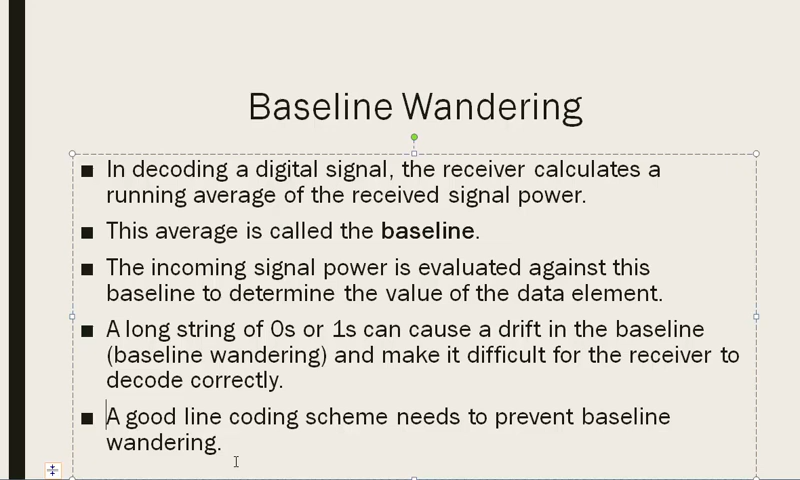 Baseline Wandering
■ In decoding a digital signal, the receiver calculates a
running average of the received signal power.
■ This average is called the baseline.
■ The incoming signal power is evaluated against this
baseline to determine the value of the data element.
■ A long string of 0s or 1s can cause a drift in the baseline
(baseline wandering) and make it difficult for the receiver to
decode correctly.
■ A good line coding scheme needs to prevent baseline
wandering.